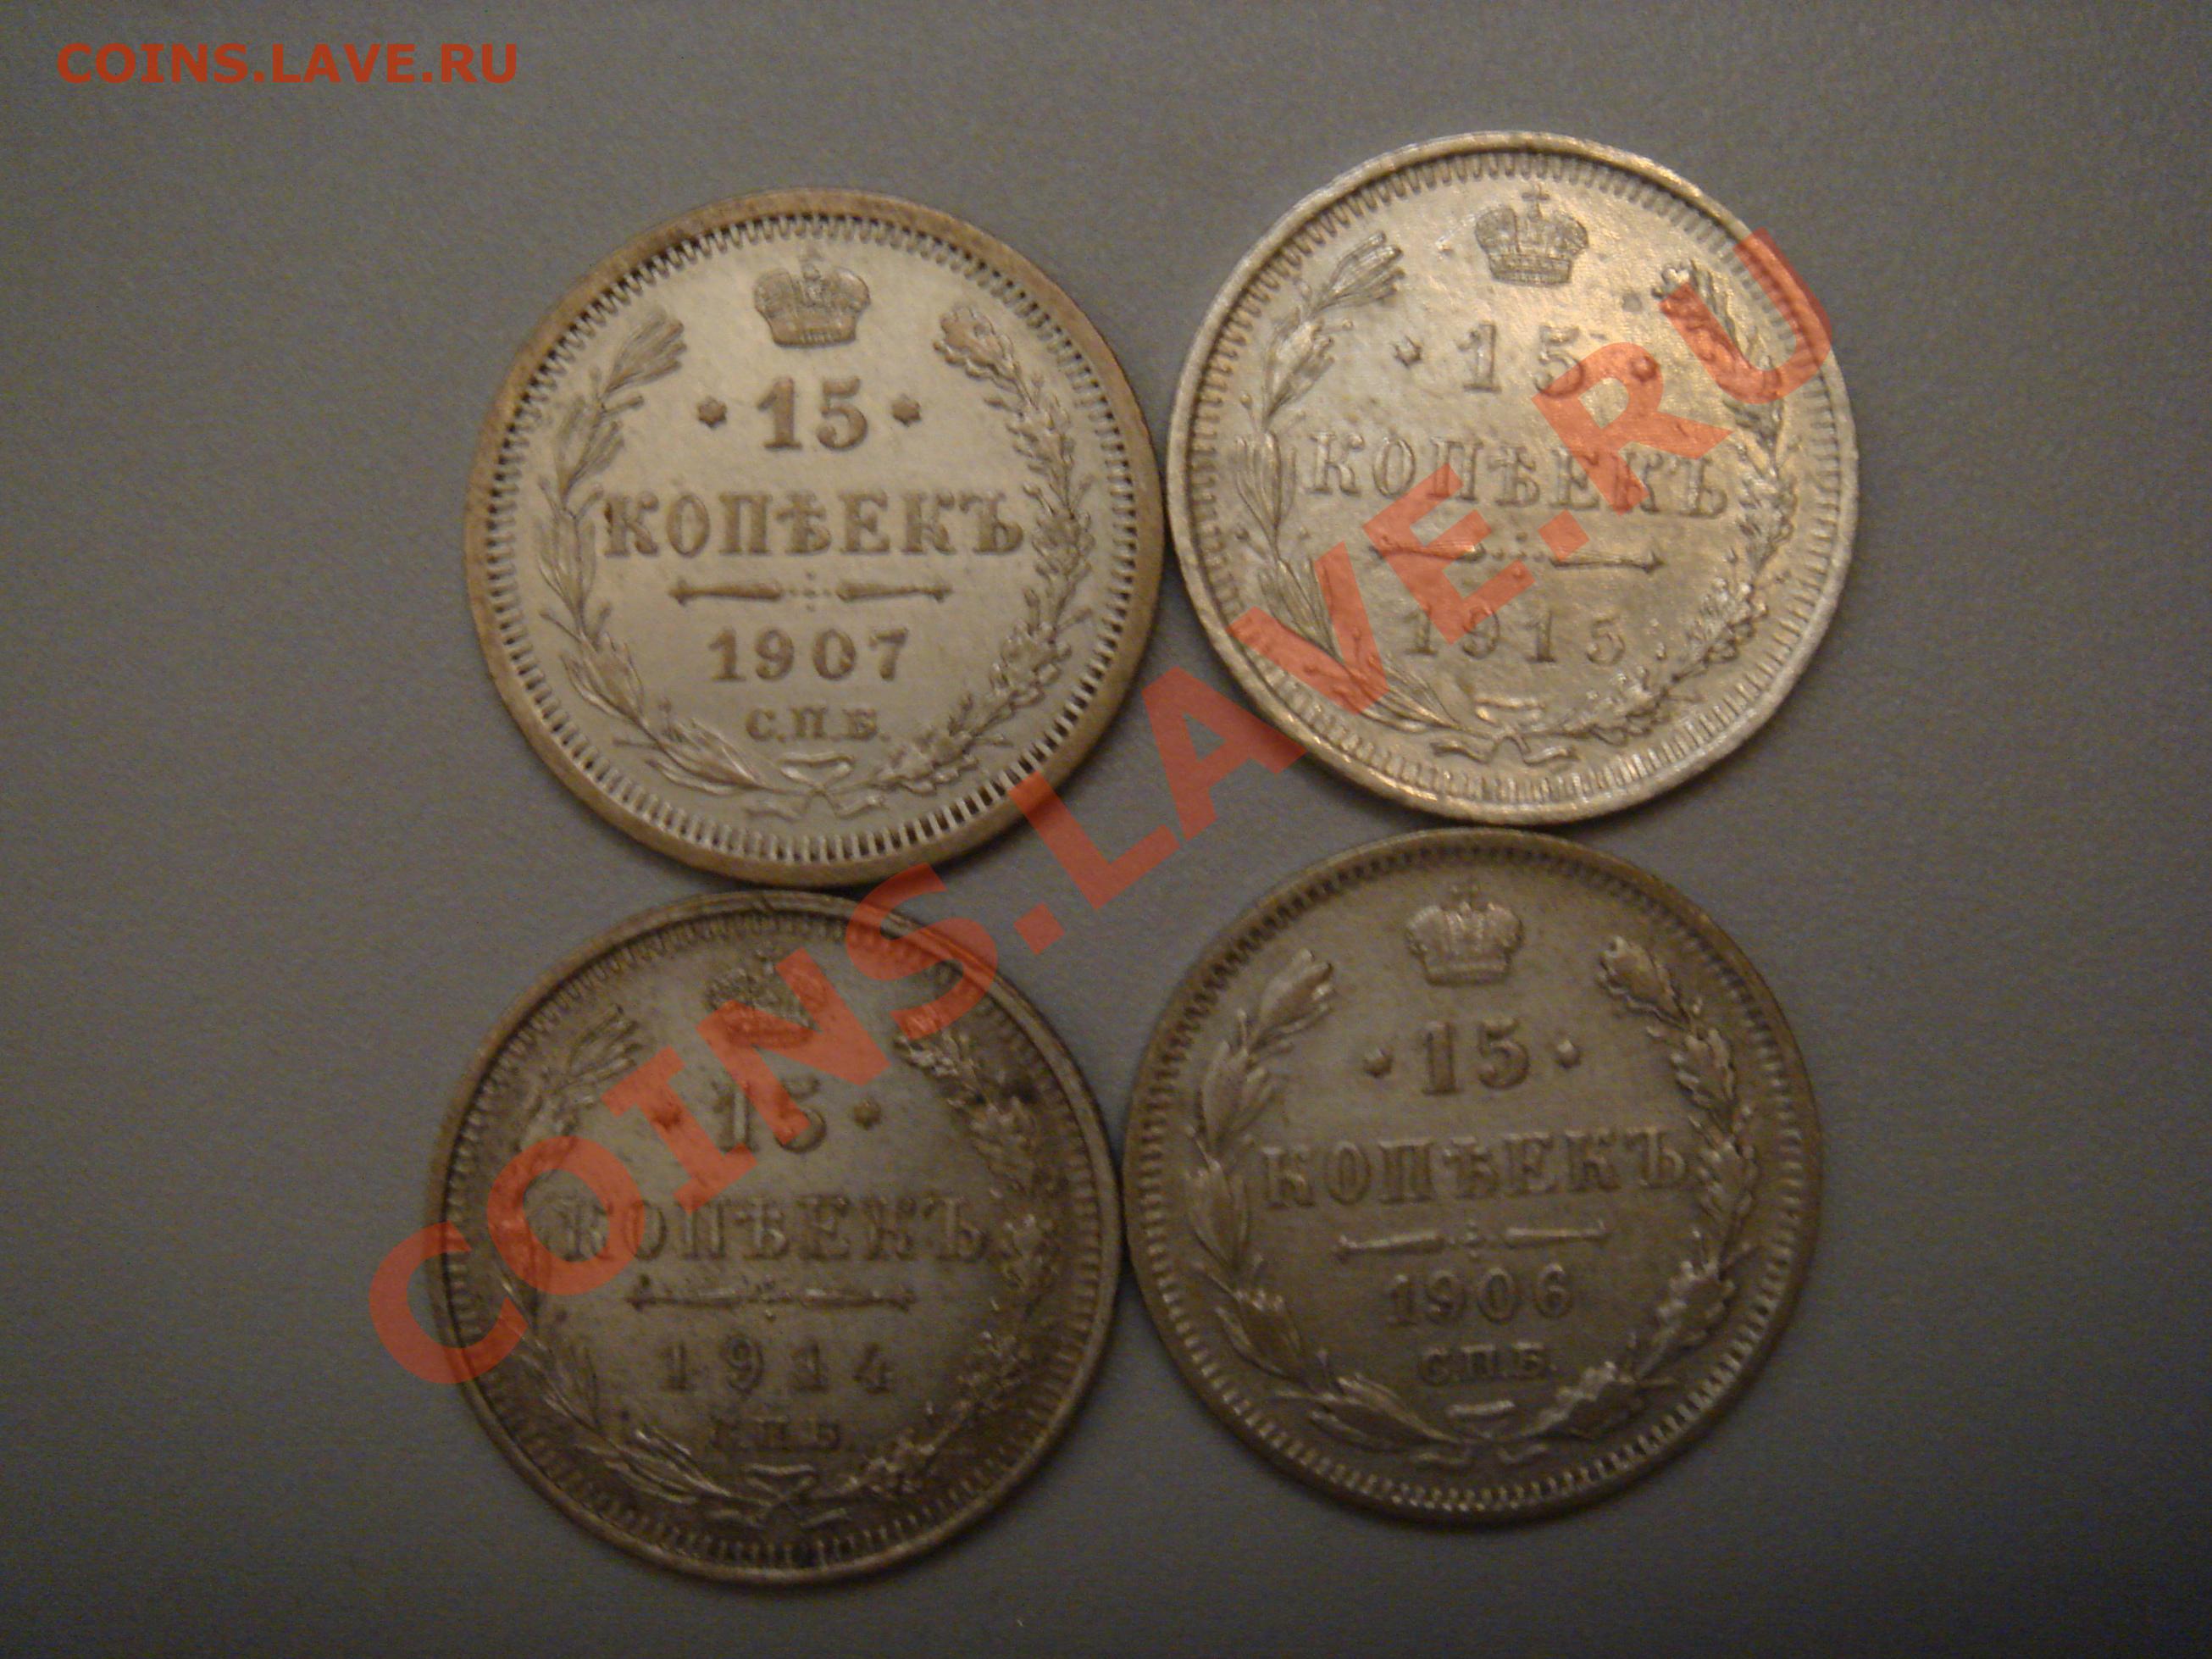 COINS.LAVE.RU
15
КОПѢЕКЪ
1907
С.П.Б.
15
КОПѢЕКЪ
1915
15
КОПѢЕКЪ
1914
С.П.Б.
15
КОПѢЕКЪ
1906
С.П.Б.
COINS.LAVE.RU